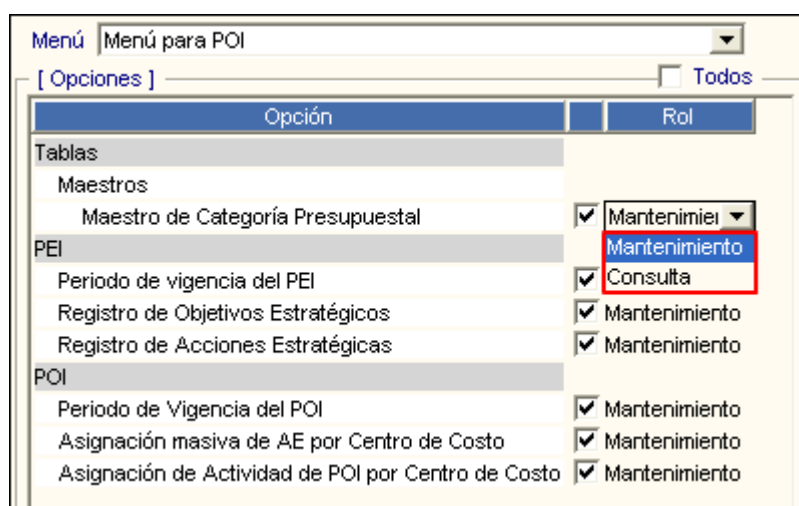 Menú Menú para POI
[ Opciones ] Todos
Opción Rol
Tablas
Maestros
Maestro de Categoría Presupuestal Mantenimier
PEI Mantenimiento
Periodo de vigencia del PEI Consulta
Registro de Objetivos Estratégicos Mantenimiento
Registro de Acciones Estratégicas Mantenimiento
POI
Periodo de Vigencia del POI Mantenimiento
Asignación masiva de AE por Centro de Costo Mantenimiento
Asignación de Actividad de POI por Centro de Costo Mantenimiento